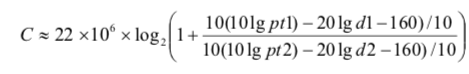 C ≈ 22 ×10⁶ × log₂(1+ 10(10lg pt1) − 20lg d1 −160)/10 / 10(10lg pt2) − 20lg d2 −160)/10)